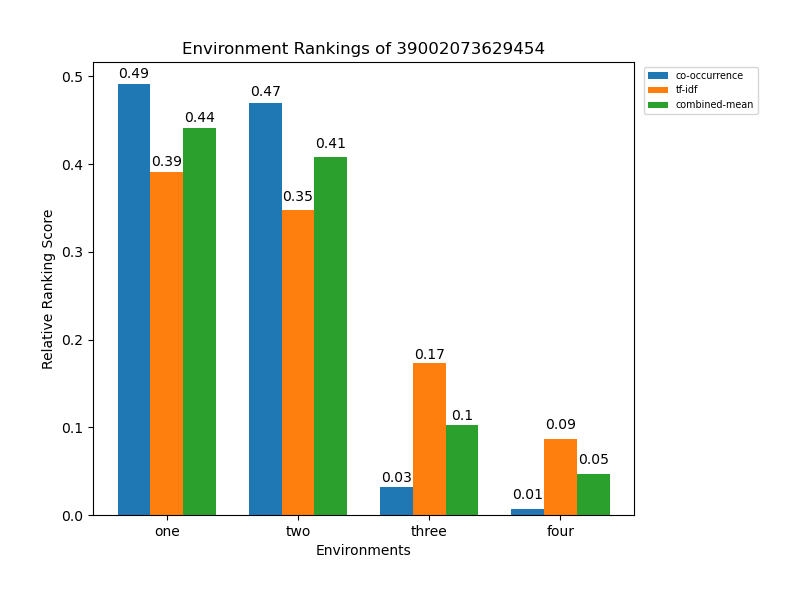 Environment Rankings of 39002073629454
co-occurrence
tf-idf
combined-mean
Relative Ranking Score
0.5
0.4
0.3
0.2
0.1
0.0
0.49
0.39
0.44
0.47
0.35
0.41
0.03
0.17
0.1
0.01
0.09
0.05
one two three four
Environments